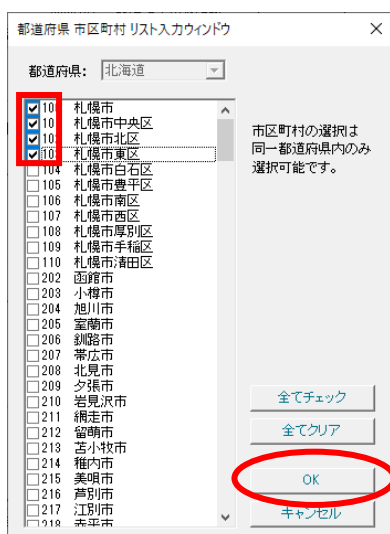 都道府県 市区町村 リスト入力ウィンドウ
都道府県: 北海道
札幌市
札幌市中央区
札幌市北区
札幌市東区
104 札幌市白石区
105 札幌市豊平区
106 札幌市南区
107 札幌市西区
108 札幌市厚別区
109 札幌市手稲区
110 札幌市清田区
202 函館市
203 小樽市
204 旭川市
205 室蘭市
206 釧路市
207 帯広市
208 北見市
209 夕張市
210 岩見沢市
211 網走市
212 留萌市
213 苫小牧市
214 稚内市
215 美唄市
216 芦別市
217 江別市
218 赤平市
市区町村の選択は
同一都道府県内のみ
選択可能です。
全てチェック
全てクリア
OK
キャンセル